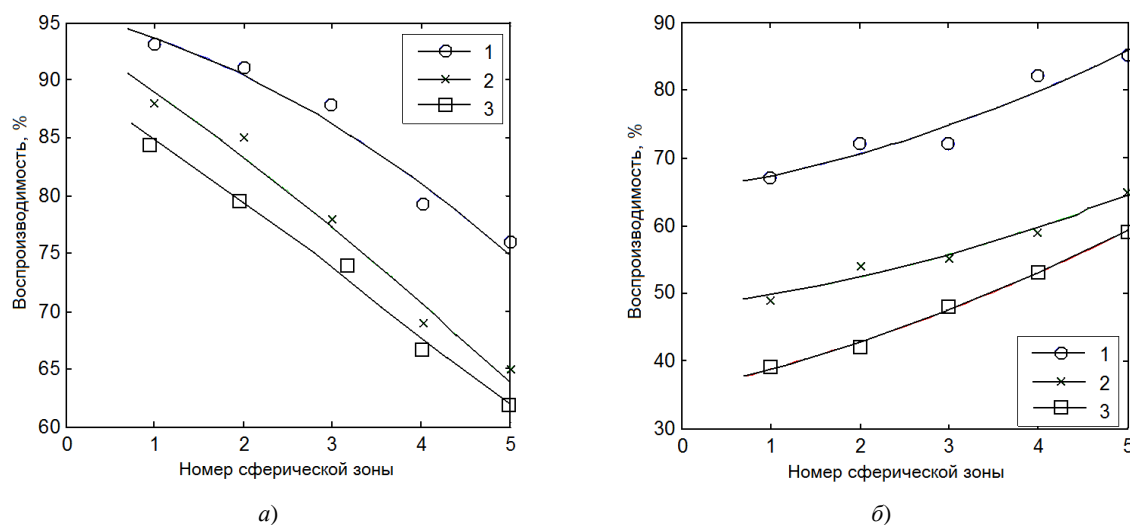 95
90
85
80
75
70
65
60
Воспроизводимость, %
1
2
3
0 1 2 3 4 5
Номер сферической зоны
а)
90
80
70
60
50
40
30
Воспроизводимость, %
1
2
3
0 1 2 3 4 5
Номер сферической зоны
б)